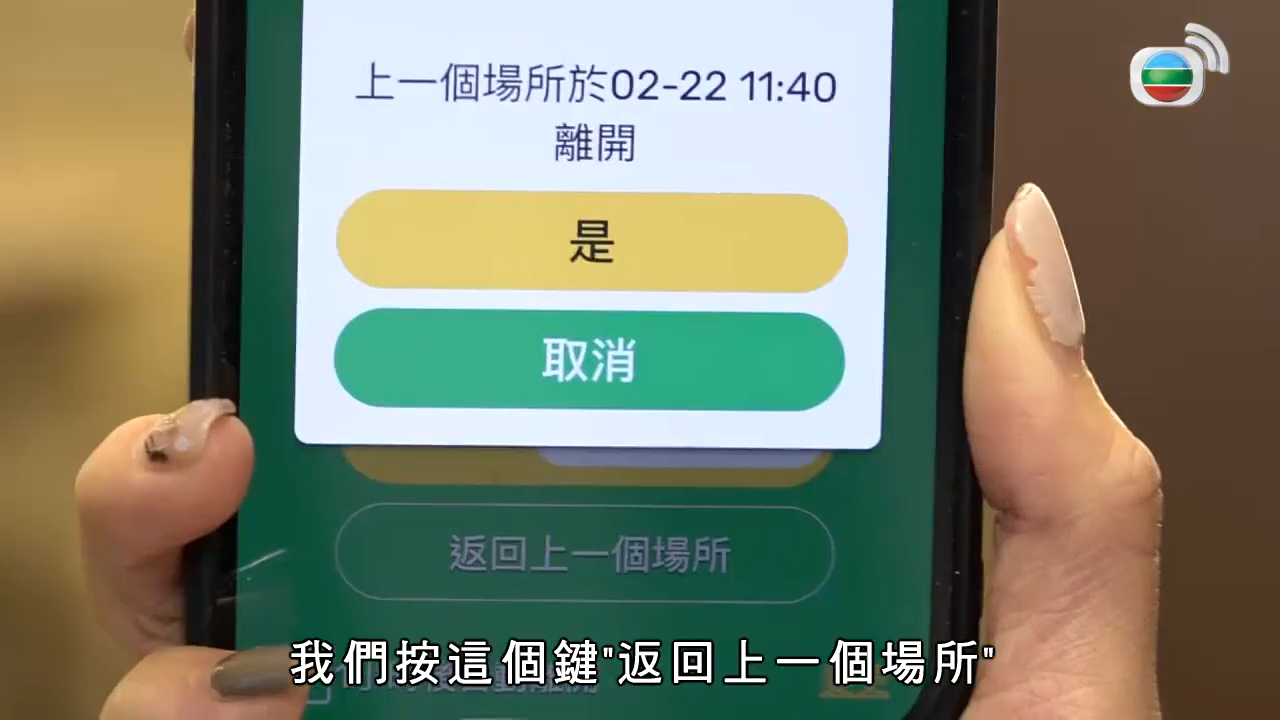 上一個場所於02-22 11:40
離開
是
取消
返回上一個場所
我們按這個鍵"返回上一個場所"